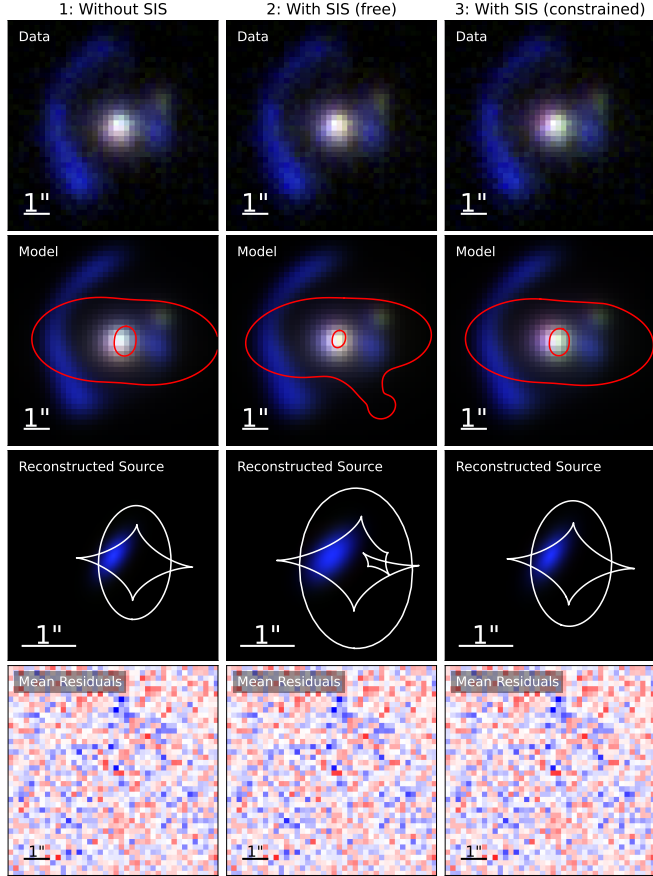 1: Without SIS
2: With SIS (free)
3: With SIS (constrained)
Data
Data
Data
1"
1"
1"
Model
Model
Model
1"
1"
1"
Reconstructed Source
Reconstructed Source
Reconstructed Source
1"
1"
1"
Mean Residuals
Mean Residuals
Mean Residuals
1"
1"
1"